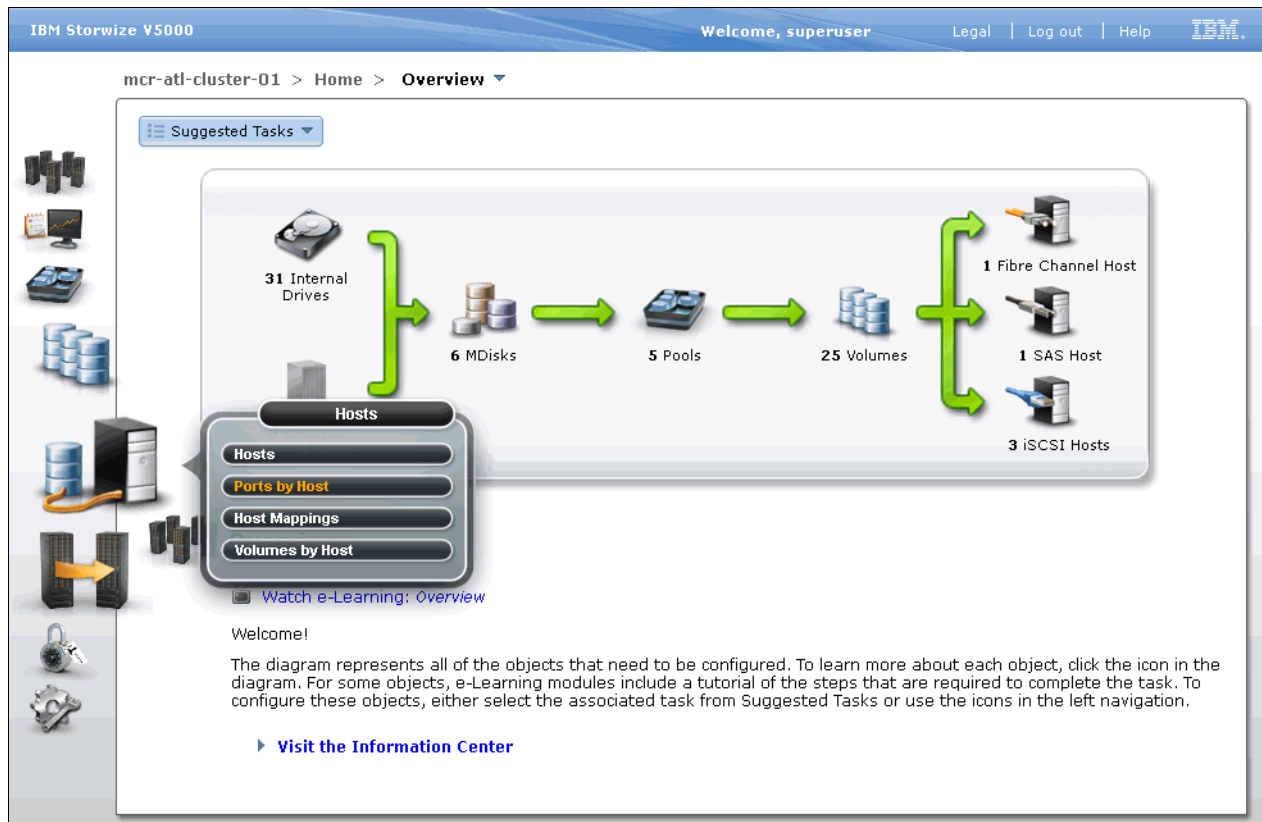 IBM Storwize V5000
Welcome, superuser
Legal | Log out | Help
IBM.
mcr-atl-cluster-01 > Home > Overview
Suggested Tasks
31 Internal
Drives
6 MDisks
5 Pools
25 Volumes
1 Fibre Channel Host
1 SAS Host
3 iSCSI Hosts
Hosts
Hosts
Ports by Host
Host Mappings
Volumes by Host
Watch e-Learning: Overview
Welcome!
The diagram represents all of the objects that need to be configured. To learn more about each object, click the icon in the
diagram. For some objects, e-Learning modules include a tutorial of the steps that are required to complete the task. To
configure these objects, either select the associated task from Suggested Tasks or use the icons in the left navigation.
Visit the Information Center